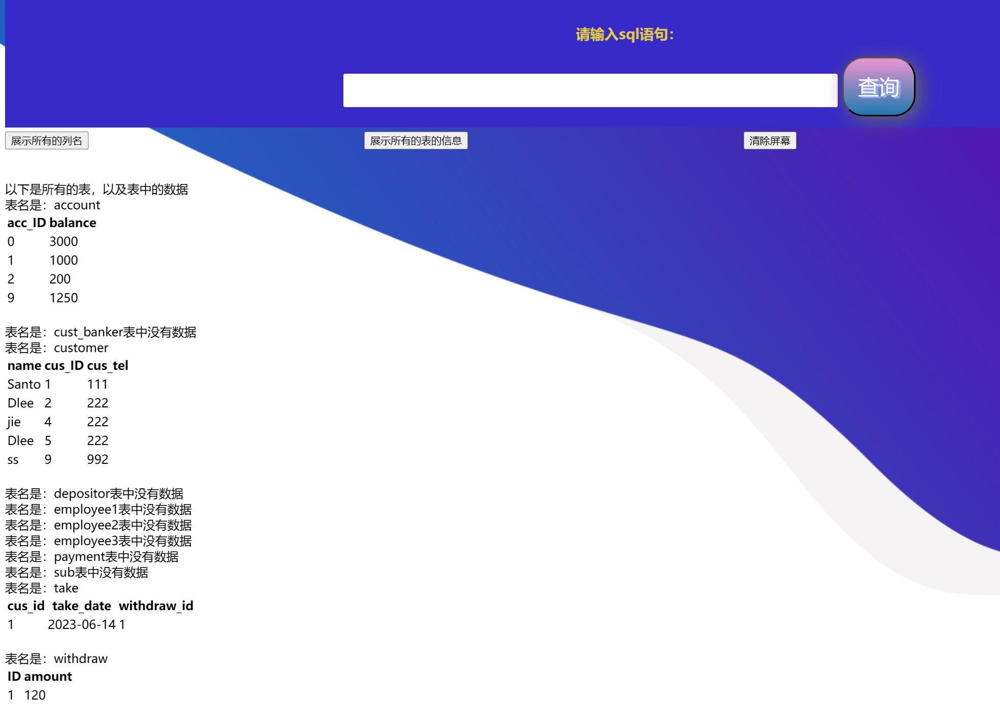 请输入sql语句：
查询
展示所有的列名 展示所有的表的信息 清除屏幕
以下是所有的表，以及表中的数据
表名是：account
acc_ID balance
0 3000
1 1000
2 200
9 1250
表名是：cust_banker表中没有数据
表名是：customer
name cus_ID cus_tel
Santo 1 111
Dlee 2 222
jie 4 222
Dlee 5 222
ss 9 992
表名是：depositor表中没有数据
表名是：employee1表中没有数据
表名是：employee2表中没有数据
表名是：employee3表中没有数据
表名是：payment表中没有数据
表名是：sub表中没有数据
表名是：take
cus_id take_date withdraw_id
1 2023-06-14 1
表名是：withdraw
ID amount
1 120